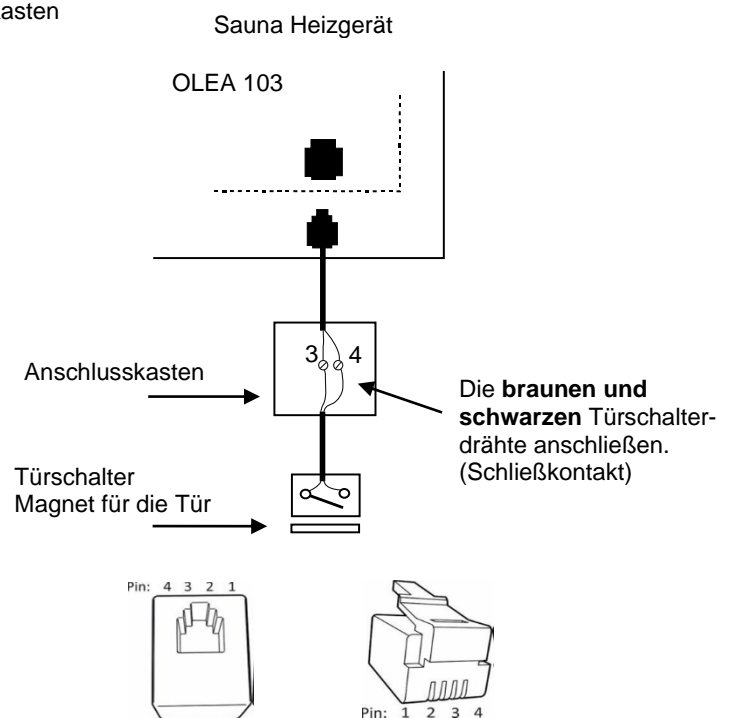 asten
Sauna Heizgerät
OLEA 103
3 4
Anschlusskasten
Die braunen und
schwarzen Türschalter-
drähte anschließen.
(Schließkontakt)
Türschalter
Magnet für die Tür
Pin: 4 3 2 1
Pin: 1 2 3 4